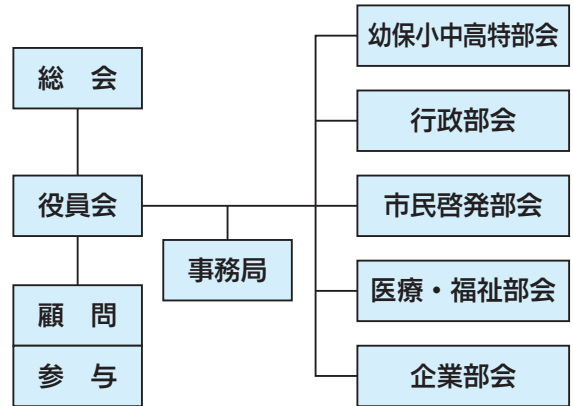 総　会
役員会
顧　問
参　与
事務局
幼保小中高特部会
行政部会
市民啓発部会
医療・福祉部会
企業部会